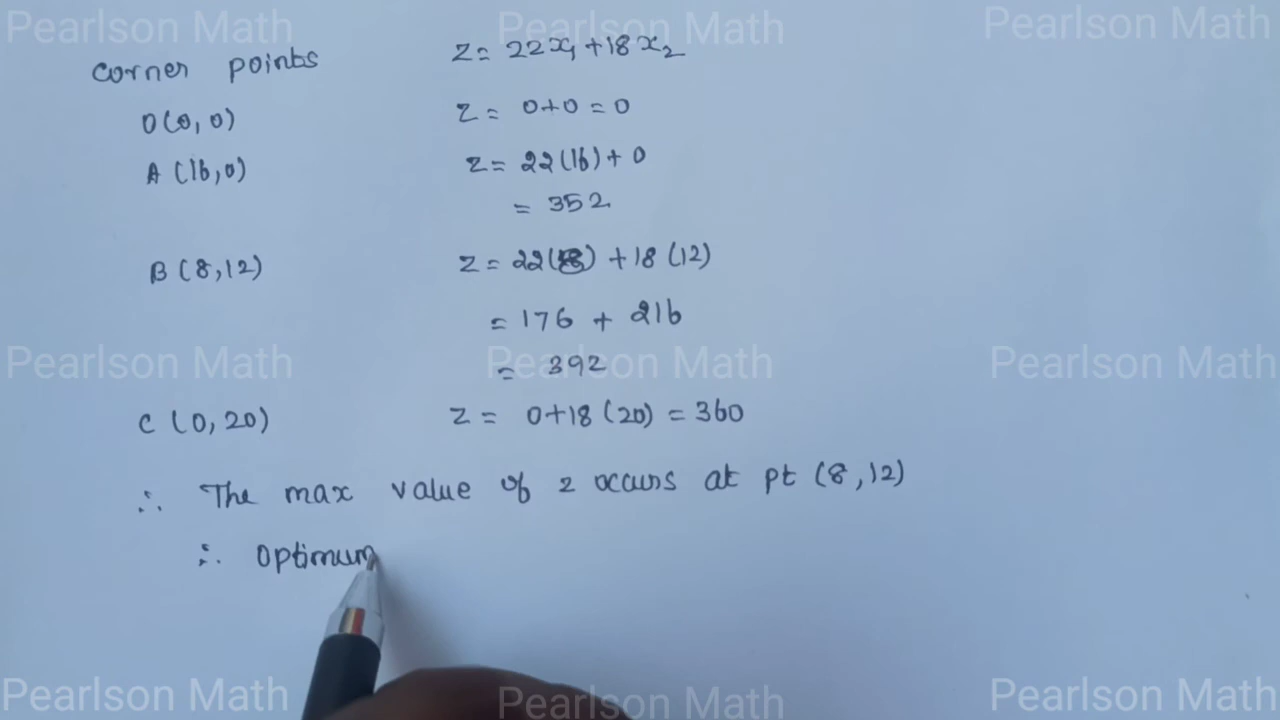 Pearlson Math Pearlson Math Pearlson Math
corner points Z = 22x₁ + 18x₂
O(0, 0) Z = 0+0 = 0
A (16,0) Z = 22(16) + 0
= 352
B (8,12) Z = 22(8) + 18 (12)
= 176 + 216
Pearlson Math Pearlson Math Pearlson Math
= 392
C (0, 20) Z = 0+18 (20) = 360
∴ The max value of z occurs at pt (8,12)
∴ optimum
Pearlson Math Pearlson Math Pearlson Math